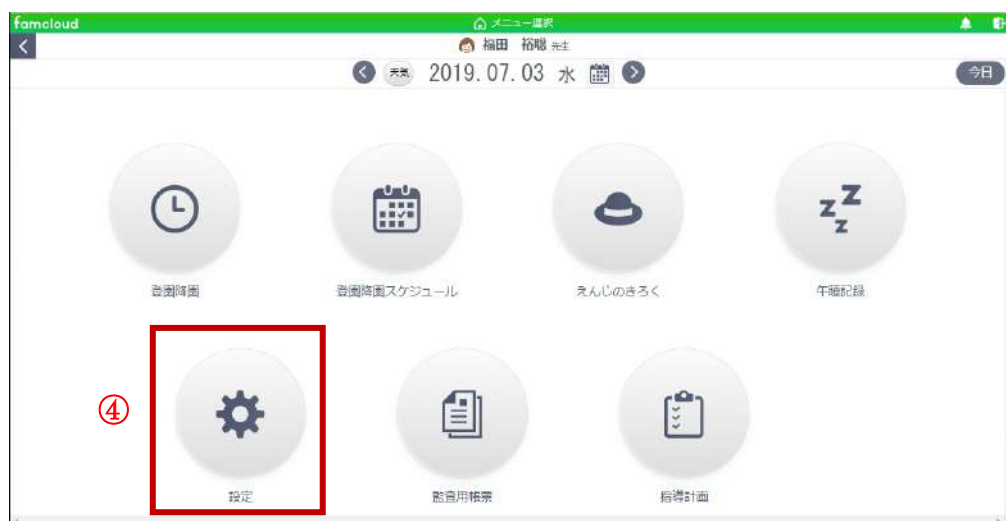 famcloud
メニュー選択
福田 裕聡 先生
天気 2019.07.03 水
今日
登園降園
登園降園スケジュール
えんじのきろく
午睡記録
④
設定
監査用帳票
指導計画